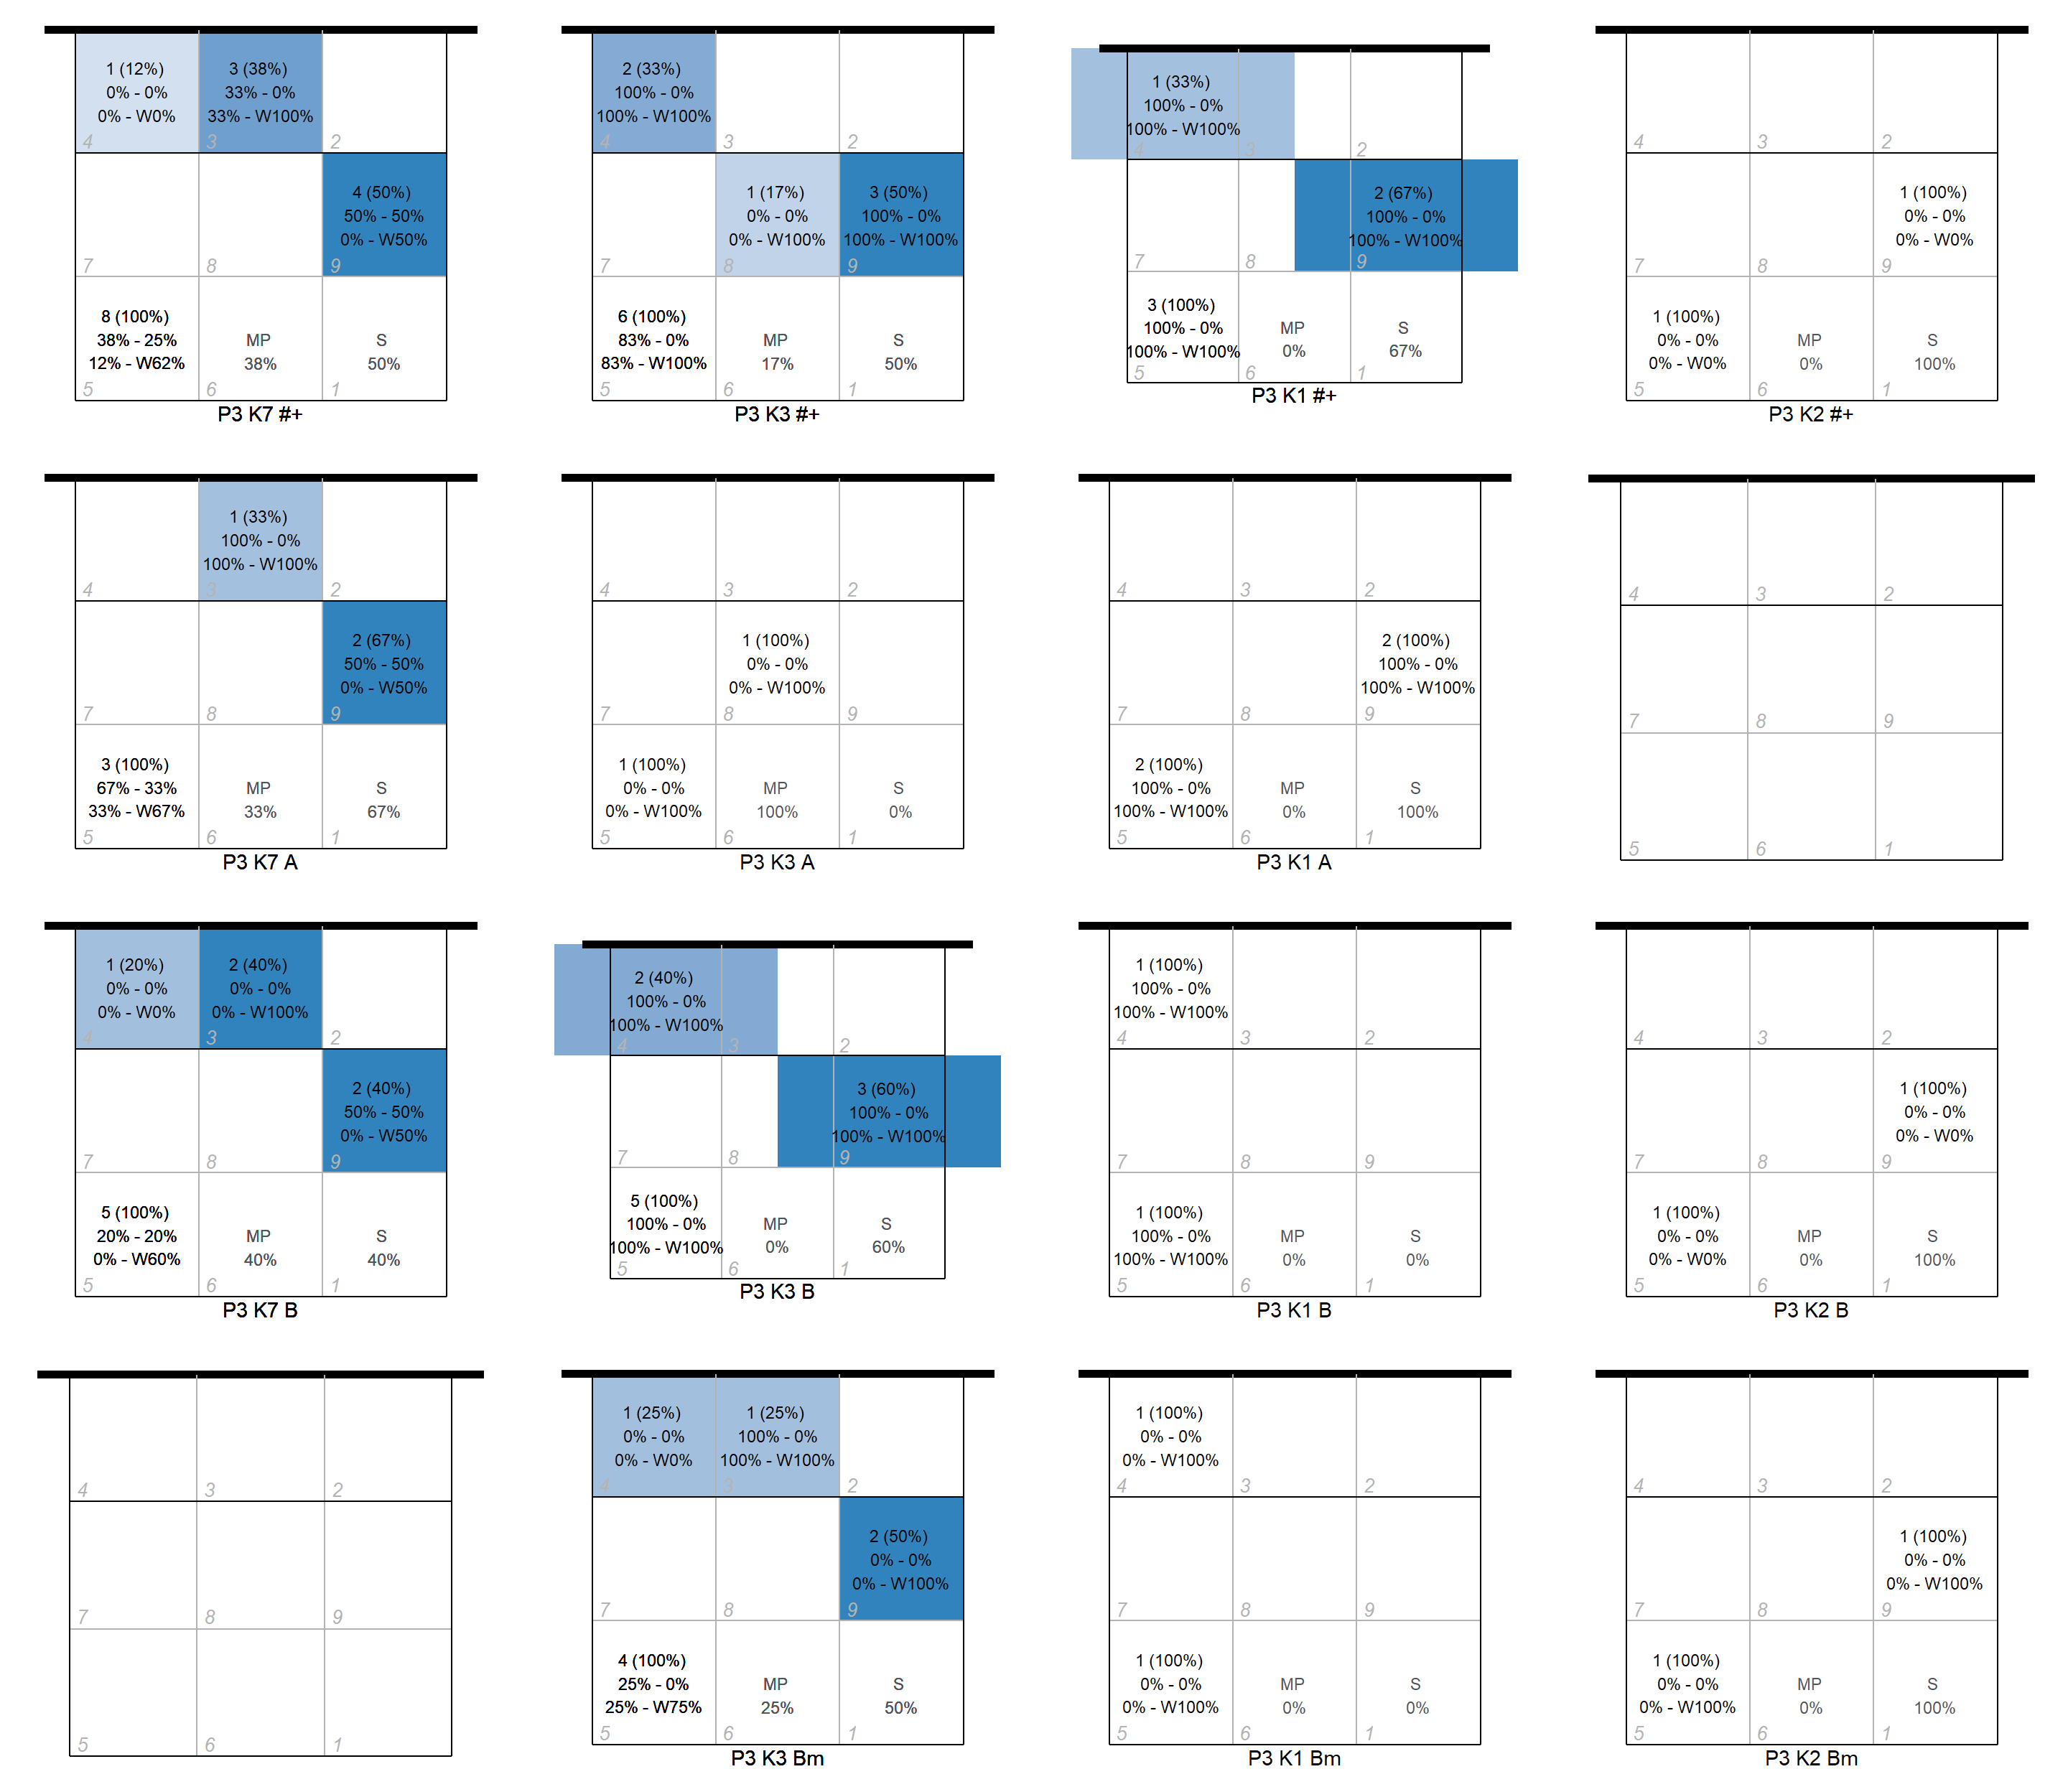 1 (12%)
0% - 0%
0% - W0%
4
3 (38%)
33% - 0%
33% - W100%
3
2
7
8
4 (50%)
50% - 50%
0% - W50%
9
8 (100%)
38% - 25%
12% - W62%
5
MP
38%
6
S
50%
1
P3 K7 #+
2 (33%)
100% - 0%
100% - W100%
4
3
2
7
1 (17%)
0% - 0%
0% - W100%
8
3 (50%)
100% - 0%
100% - W100%
9
6 (100%)
83% - 0%
83% - W100%
5
MP
17%
6
S
50%
1
P3 K3 #+
1 (33%)
100% - 0%
100% - W100%
4
3
2
7
8
2 (67%)
100% - 0%
100% - W100%
9
3 (100%)
100% - 0%
100% - W100%
5
MP
0%
6
S
67%
1
P3 K1 #+
4
3
2
7
8
1 (100%)
0% - 0%
0% - W0%
9
1 (100%)
0% - 0%
0% - W0%
5
MP
0%
6
S
100%
1
P3 K2 #+
4
1 (33%)
100% - 0%
100% - W100%
3
2
7
8
2 (67%)
50% - 50%
0% - W50%
9
3 (100%)
67% - 33%
33% - W67%
5
MP
33%
6
S
67%
1
P3 K7 A
4
3
2
7
1 (100%)
0% - 0%
0% - W100%
8
9
1 (100%)
0% - 0%
0% - W100%
5
MP
100%
6
S
0%
1
P3 K3 A
4
3
2
7
8
2 (100%)
100% - 0%
100% - W100%
9
2 (100%)
100% - 0%
100% - W100%
5
MP
0%
6
S
100%
1
P3 K1 A
4
3
2
7
8
9
5
6
1
1 (20%)
0% - 0%
0% - W0%
4
2 (40%)
0% - 0%
0% - W100%
3
2
7
8
2 (40%)
50% - 50%
0% - W50%
9
5 (100%)
20% - 20%
0% - W60%
5
MP
40%
6
S
40%
1
P3 K7 B
2 (40%)
100% - 0%
100% - W100%
4
3
2
7
8
3 (60%)
100% - 0%
100% - W100%
9
5 (100%)
100% - 0%
100% - W100%
5
MP
0%
6
S
60%
1
P3 K3 B
1 (100%)
100% - 0%
100% - W100%
4
3
2
7
8
9
1 (100%)
100% - 0%
100% - W100%
5
MP
0%
6
S
0%
1
P3 K1 B
4
3
2
7
8
1 (100%)
0% - 0%
0% - W0%
9
1 (100%)
0% - 0%
0% - W0%
5
MP
0%
6
S
100%
1
P3 K2 B
4
3
2
7
8
9
5
6
1
1 (25%)
0% - 0%
0% - W0%
4
1 (25%)
100% - 0%
100% - W100%
3
2
7
8
2 (50%)
0% - 0%
0% - W100%
9
4 (100%)
25% - 0%
25% - W75%
5
MP
25%
6
S
50%
1
P3 K3 Bm
1 (100%)
0% - 0%
0% - W100%
4
3
2
7
8
9
1 (100%)
0% - 0%
0% - W100%
5
MP
0%
6
S
0%
1
P3 K1 Bm
4
3
2
7
8
1 (100%)
0% - 0%
0% - W100%
9
1 (100%)
0% - 0%
0% - W100%
5
MP
0%
6
S
100%
1
P3 K2 Bm